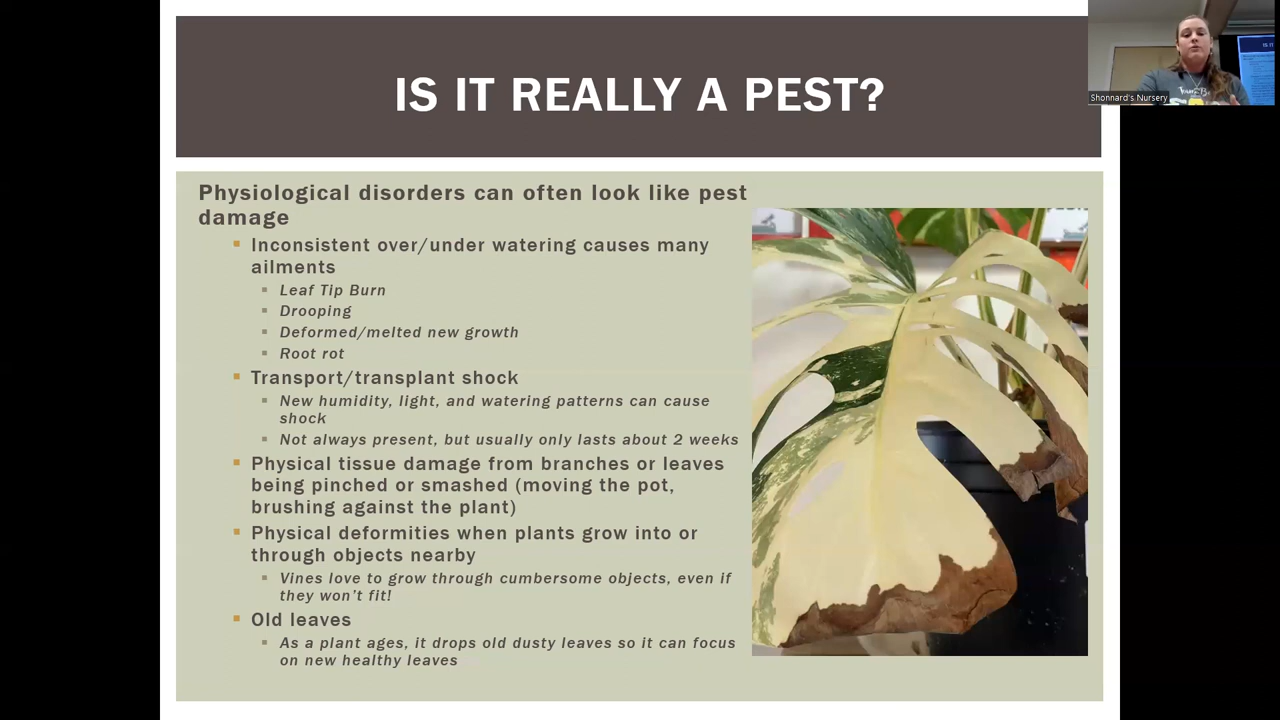 IS IT REALLY A PEST?
Shonnard's Nursery
Physiological disorders can often look like pest
damage
Inconsistent over/under watering causes many
ailments
Leaf Tip Burn
Drooping
Deformed/melted new growth
Root rot
Transport/transplant shock
New humidity, light, and watering patterns can cause
shock
Not always present, but usually only lasts about 2 weeks
Physical tissue damage from branches or leaves
being pinched or smashed (moving the pot,
brushing against the plant)
Physical deformities when plants grow into or
through objects nearby
Vines love to grow through cumbersome objects, even if
they won't fit!
Old leaves
As a plant ages, it drops old dusty leaves so it can focus
on new healthy leaves